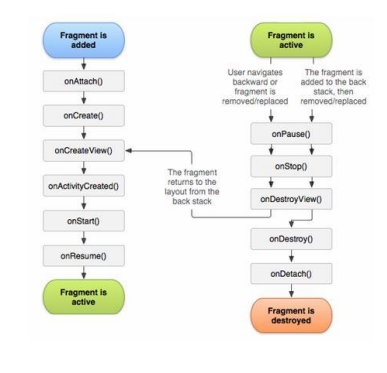 Fragment is
added
onAttach()
onCreate()
onCreateView()
onActivityCreated()
onStart()
onResume()
Fragment is
active
The fragment
returns to the
layout from the
back stack
Fragment is
active
User navigates
backward or
fragment is
removed/replaced
The fragment is
added to the back
stack, then
removed/replaced
onPause()
onStop()
onDestroyView()
onDestroy()
onDetach()
Fragment is
destroyed